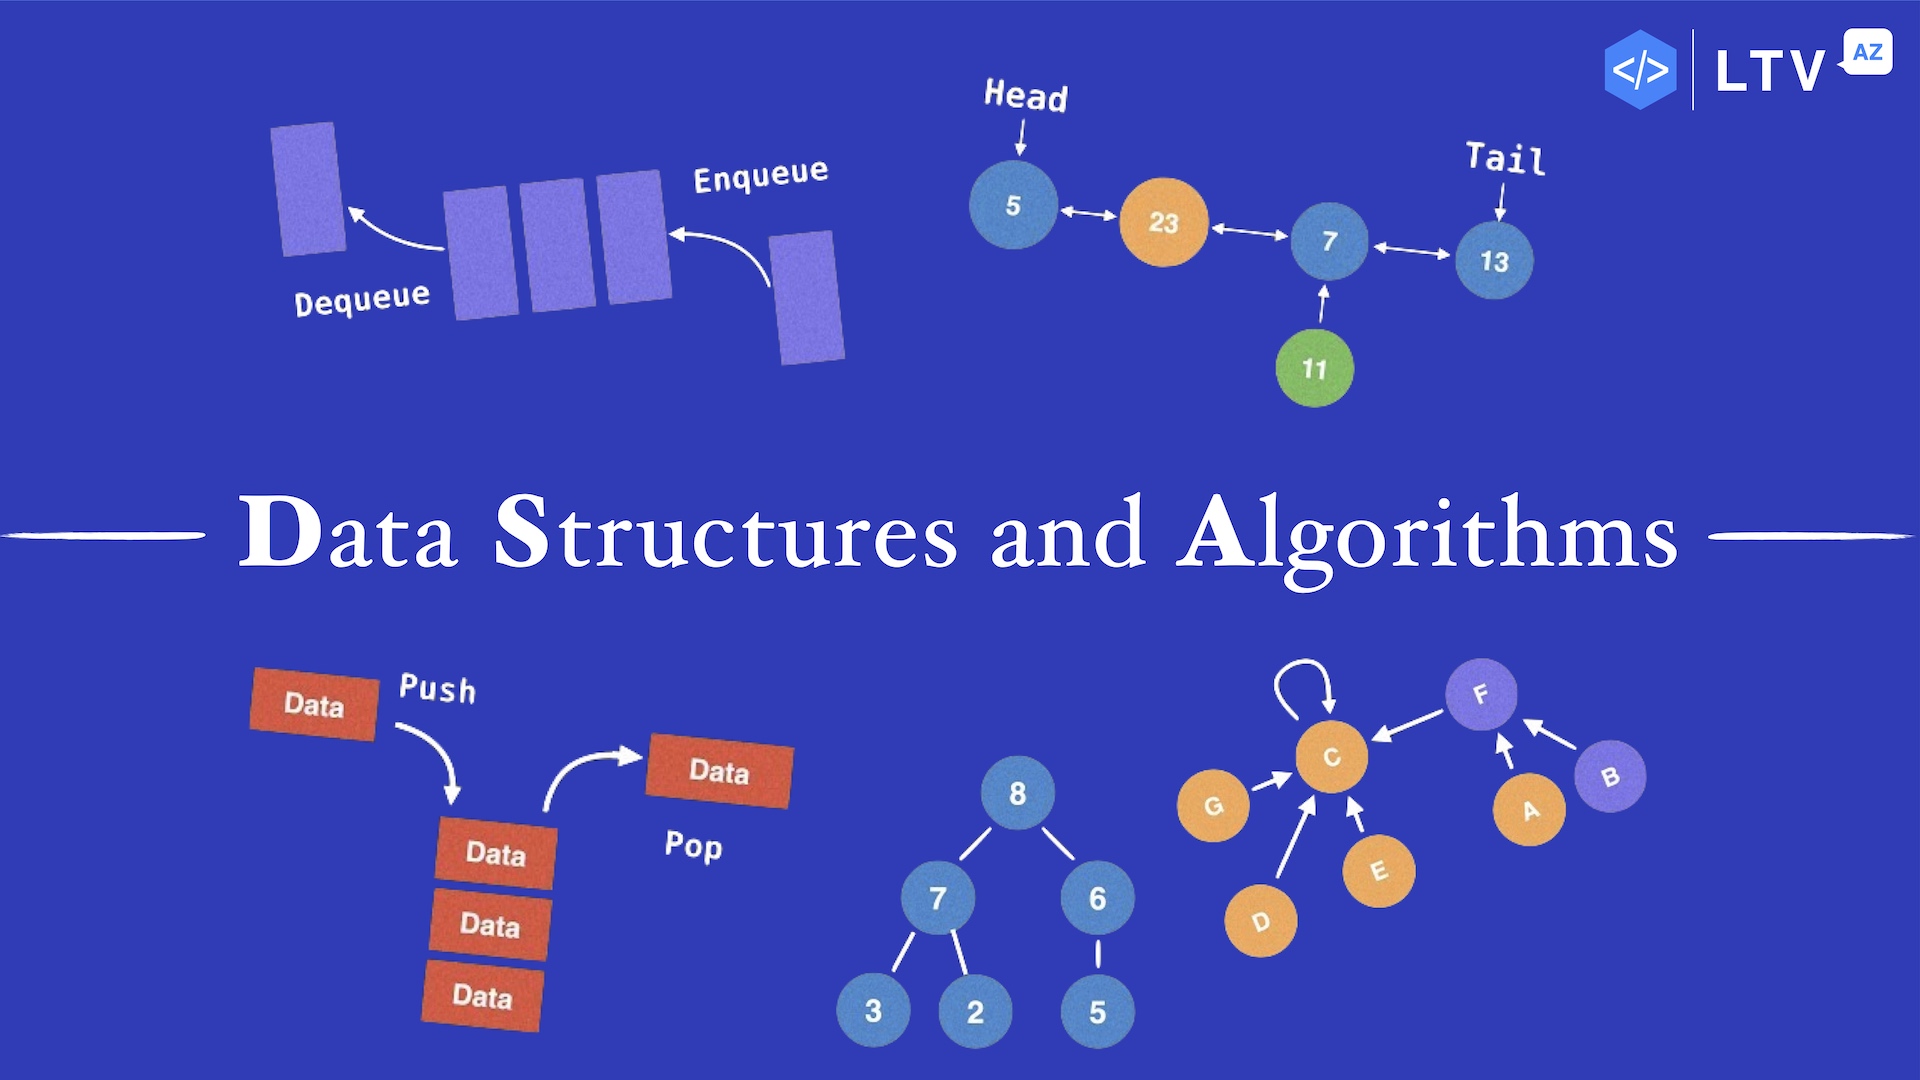 </> LTV AZ
Head
Tail
Enqueue
Dequeue
5
23
7
13
11
Data Structures and Algorithms
Data
Push
Data
Pop
Data
Data
Data
8
7
6
3
2
5
F
C
B
G
A
E
D